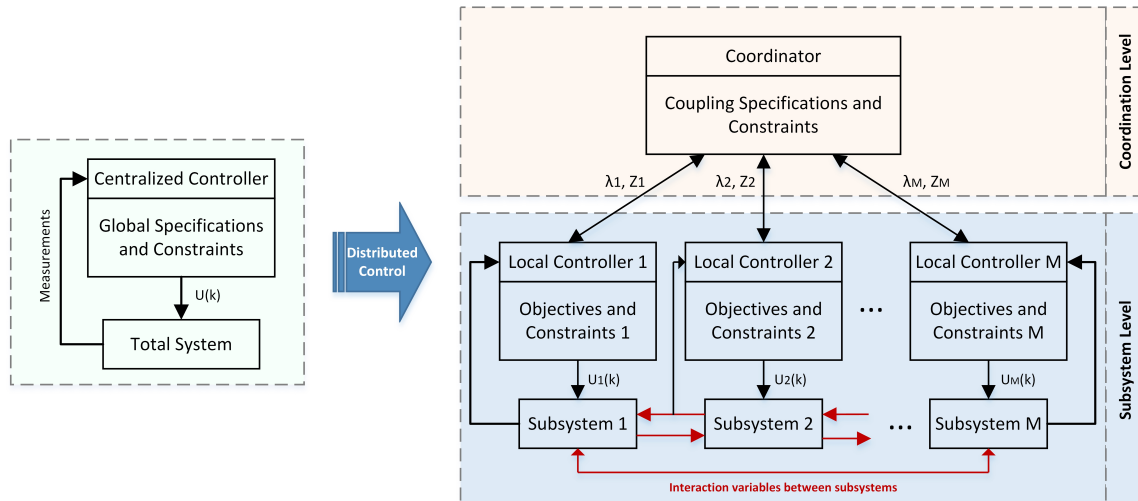 Centralized Controller
Global Specifications
and Constraints
Measurements
U(k)
Total System
Distributed
Control
Coordinator
Coupling Specifications and
Constraints
Coordination Level
λ1, Z1
λ2, Z2
λM, ZM
Local Controller 1
Objectives and
Constraints 1
Local Controller 2
Objectives and
Constraints 2
...
Local Controller M
Objectives and
Constraints M
U1(k)
U2(k)
UM(k)
Subsystem 1
Subsystem 2
...
Subsystem M
Interaction variables between subsystems
Subsystem Level